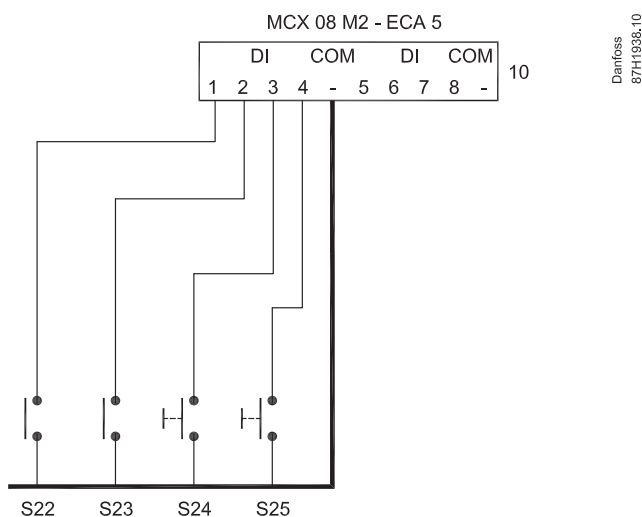 MCX 08 M2 - ECA 5
DI COM DI COM
1 2 3 4 - 5 6 7 8 -
10
Danfoss
87H1938.10
S22 S23 S24 S25